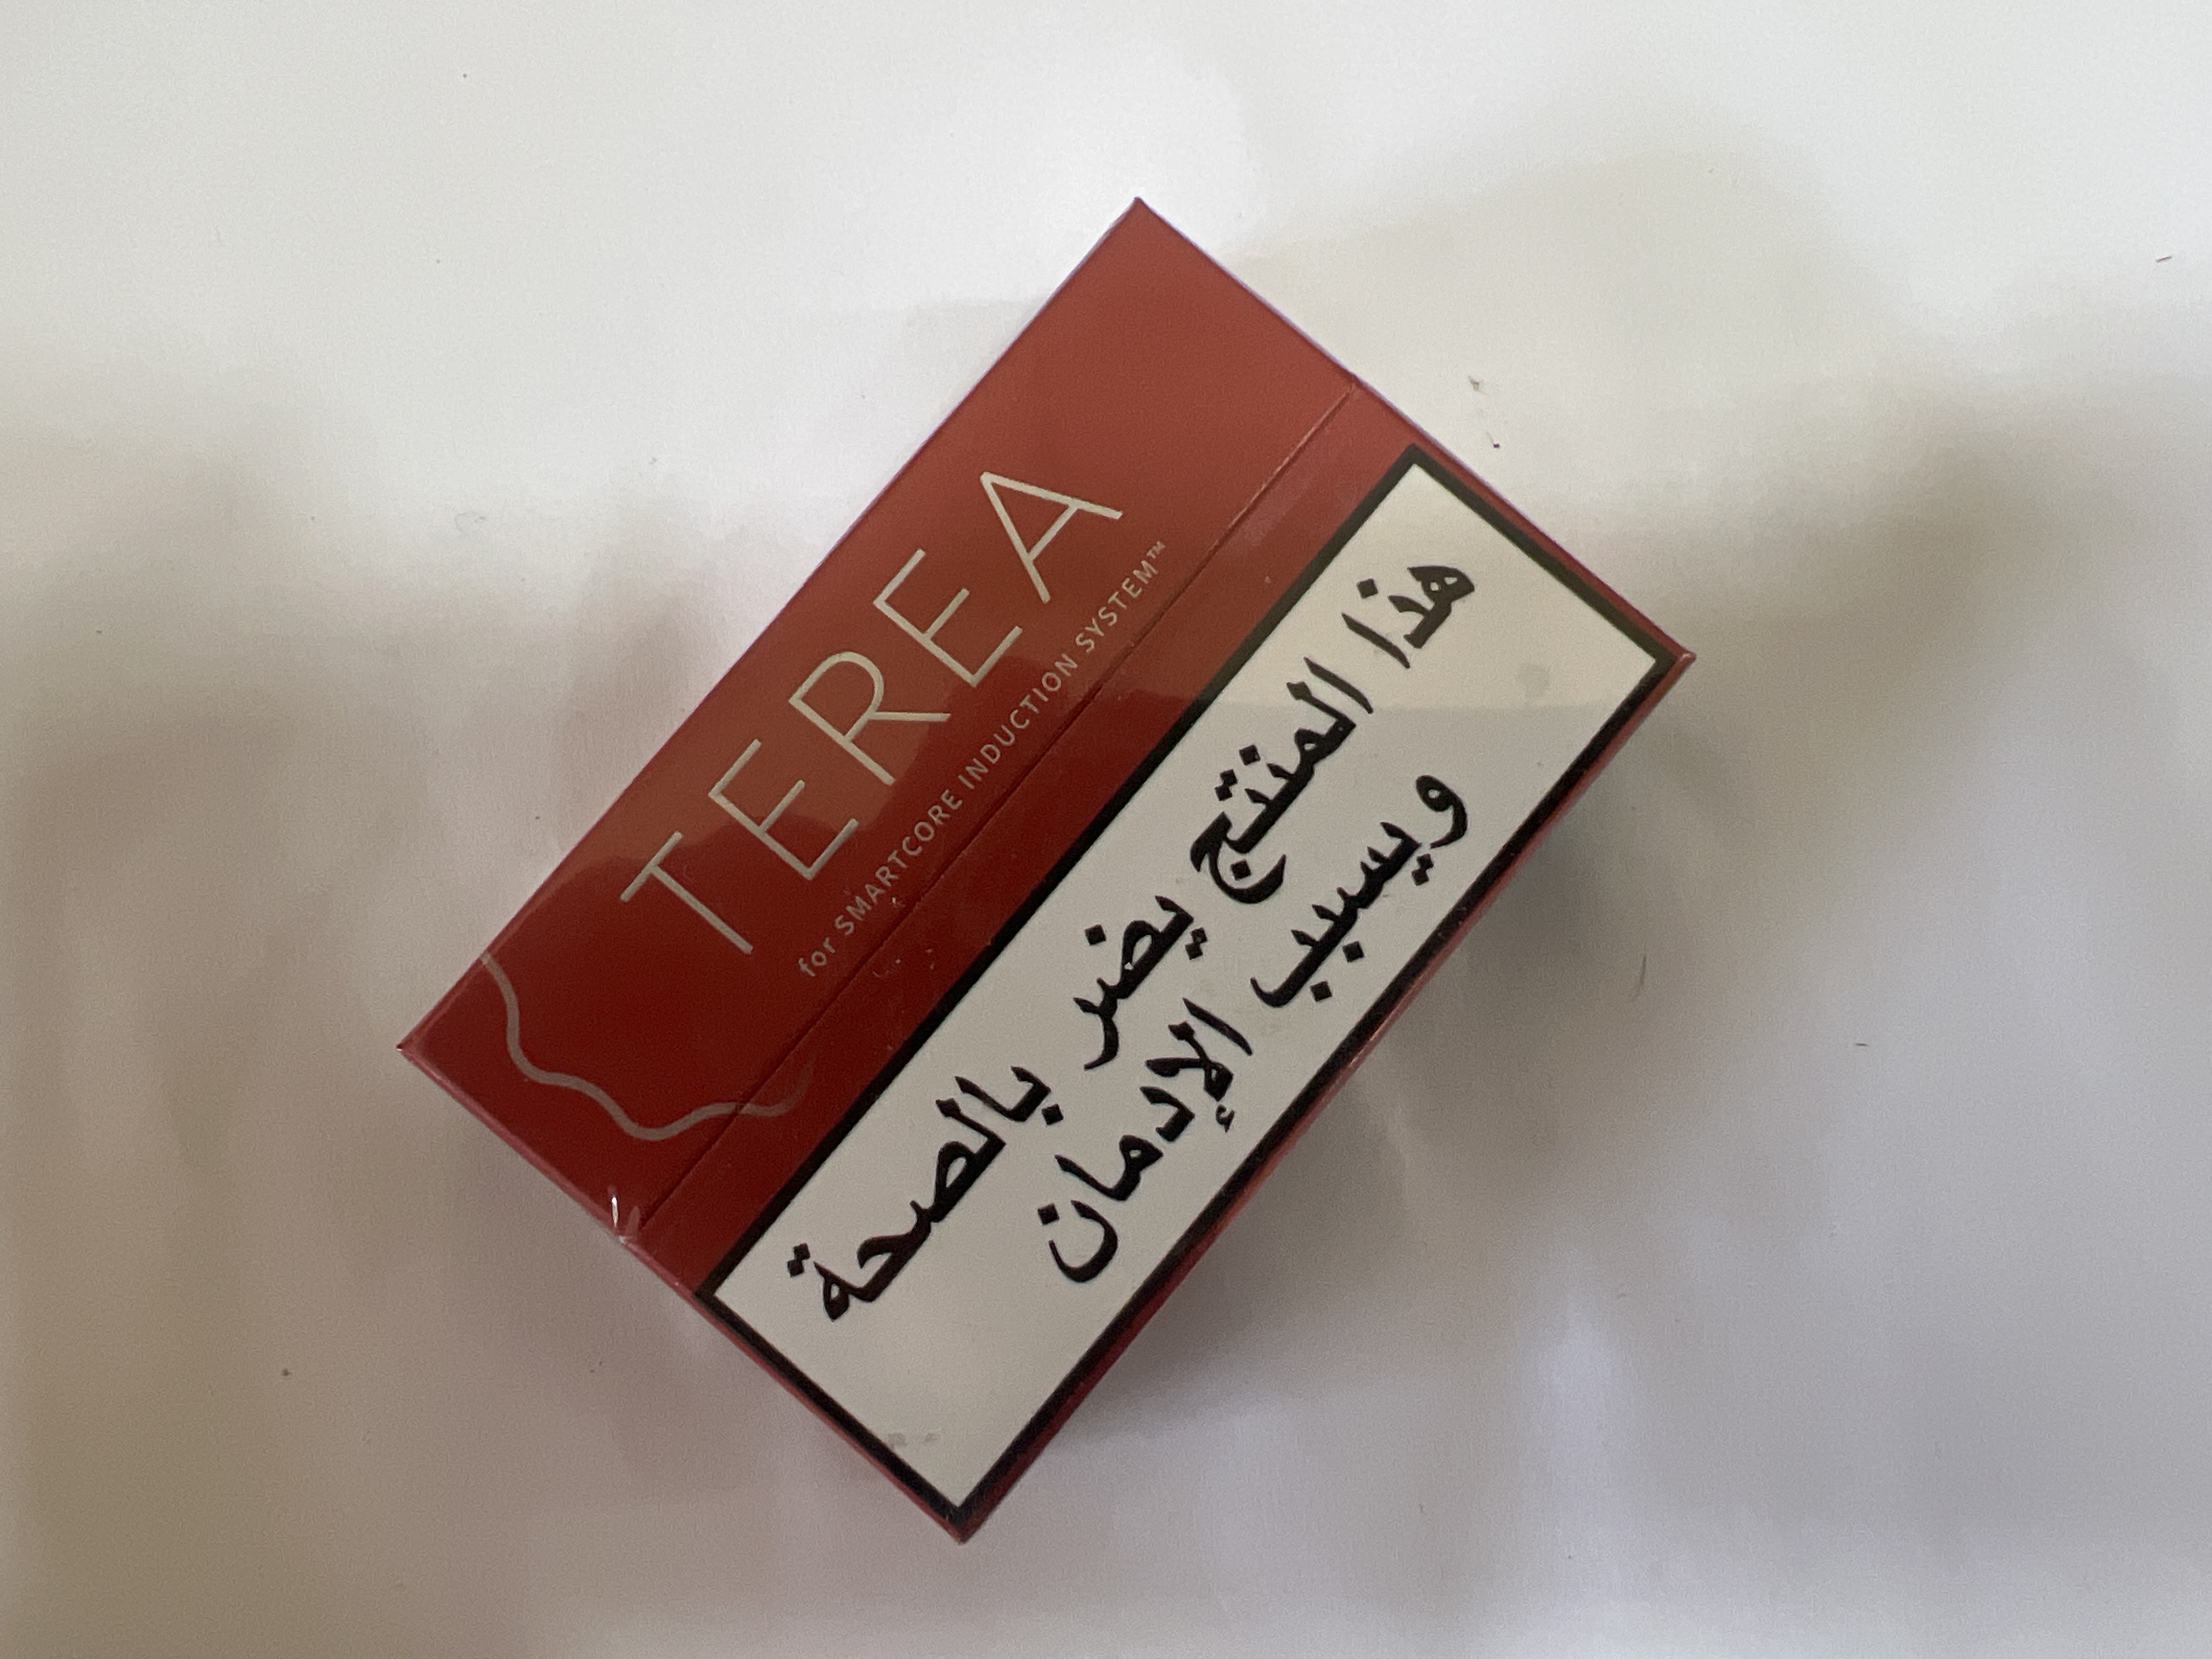 TEREA
for SMARTCORE INDUCTION SYSTEM™
هذا المنتج يضر بالصحة
ويسبب الإدمان